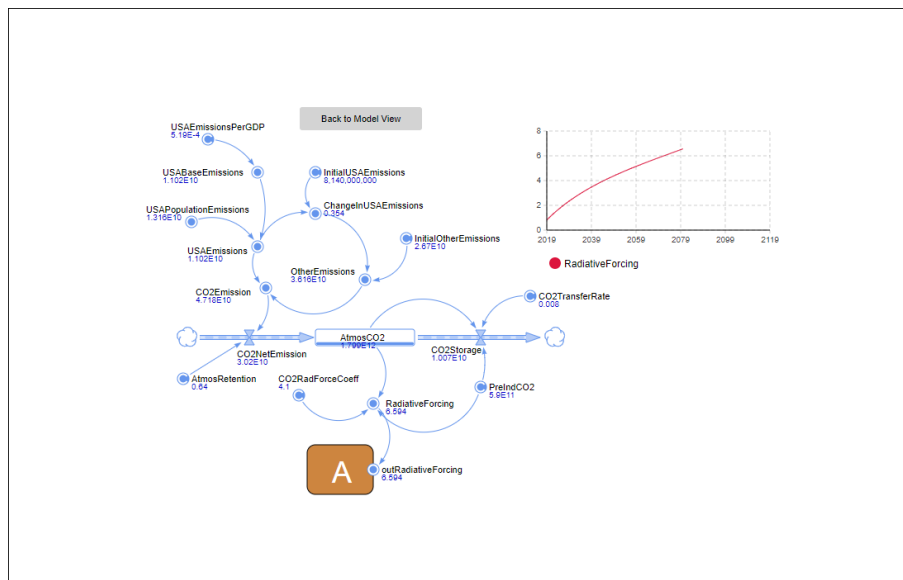 USAEmissionsPerGDP
5.19E-4
Back to Model View
USABaseEmissions
1.102E10
InitialUSAEmissions
8,140,000,000
ChangeInUSAEmissions
0.354
USAPopulationEmissions
1.316E10
InitialOtherEmissions
2.67E10
USAEmissions
1.102E10
OtherEmissions
3.616E10
CO2Emission
4.718E10
8
6
4
2
0
2019 2039 2059 2079 2099 2119
RadiativeForcing
CO2TransferRate
0.008
AtmosCO2
1.799E12
CO2NetEmission
3.02E10
CO2Storage
1.007E10
AtmosRetention
0.64
CO2RadForceCoeff
4.1
PreIndCO2
5.9E11
RadiativeForcing
6.594
A
outRadiativeForcing
6.594